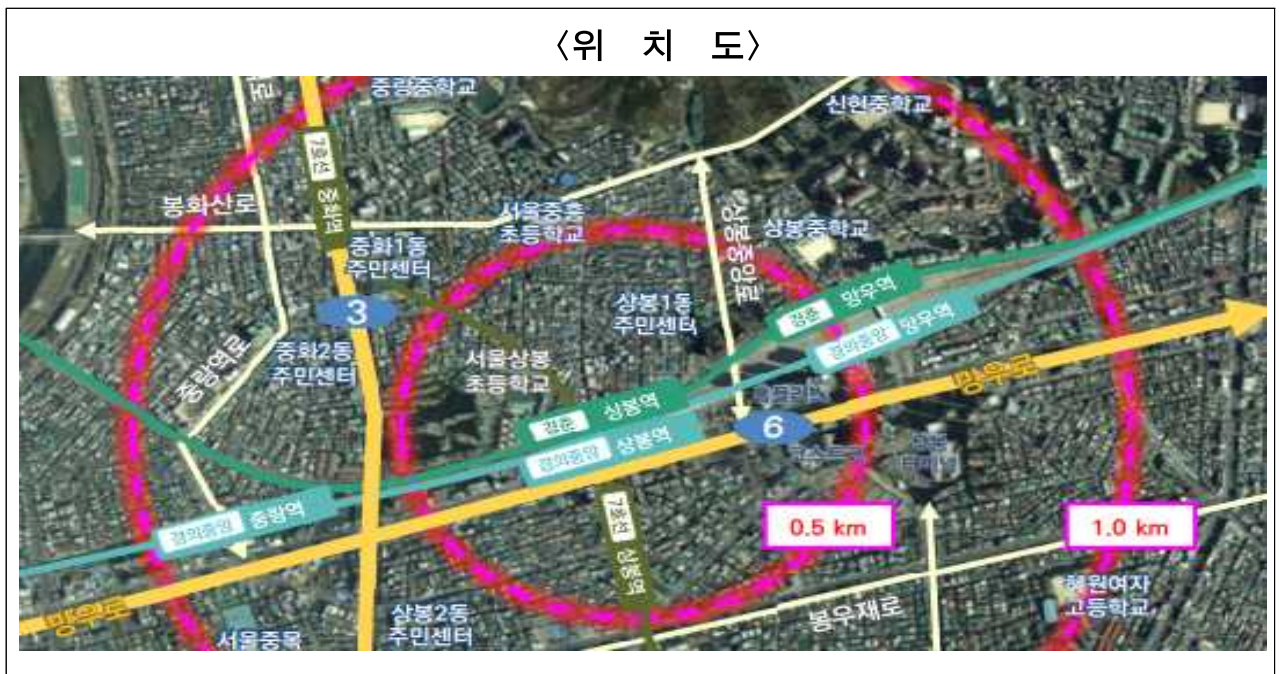 〈위 치 도〉
중랑중학교
신현중학교
7호선 중화역
봉화산로
서울중흥
초등학교
상봉중앙로
상봉중학교
중화1동
주민센터
3
상봉1동
주민센터
경춘 망우역
경의중앙 망우역
중화2동
주민센터
중랑역로
서울상봉
초등학교
망우로
경춘 상봉역
경의중앙 상봉역
6
7호선 상봉역
경의중앙 중랑역
0.5 km
1.0 km
망우로
서울중목
상봉2동
주민센터
봉우재로
혜원여자
고등학교